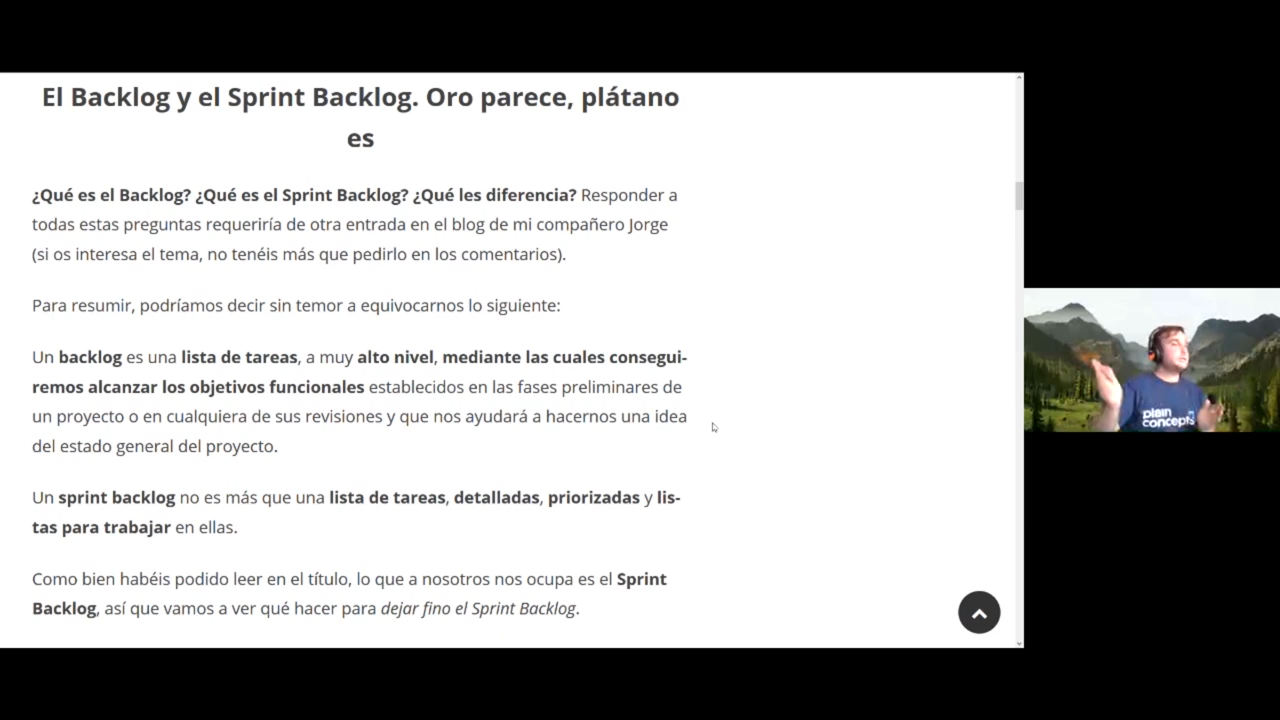 El Backlog y el Sprint Backlog. Oro parece, plátano
es
¿Qué es el Backlog? ¿Qué es el Sprint Backlog? ¿Qué les diferencia? Responder a
todas estas preguntas requeriría de otra entrada en el blog de mi compañero Jorge
(si os interesa el tema, no tenéis más que pedirlo en los comentarios).
Para resumir, podríamos decir sin temor a equivocarnos lo siguiente:
Un backlog es una lista de tareas, a muy alto nivel, mediante las cuales consegui-
remos alcanzar los objetivos funcionales establecidos en las fases preliminares de
un proyecto o en cualquiera de sus revisiones y que nos ayudará a hacernos una idea
del estado general del proyecto.
Un sprint backlog no es más que una lista de tareas, detalladas, priorizadas y lis-
tas para trabajar en ellas.
Como bien habéis podido leer en el título, lo que a nosotros nos ocupa es el Sprint
Backlog, así que vamos a ver qué hacer para dejar fino el Sprint Backlog.
plain
concepts